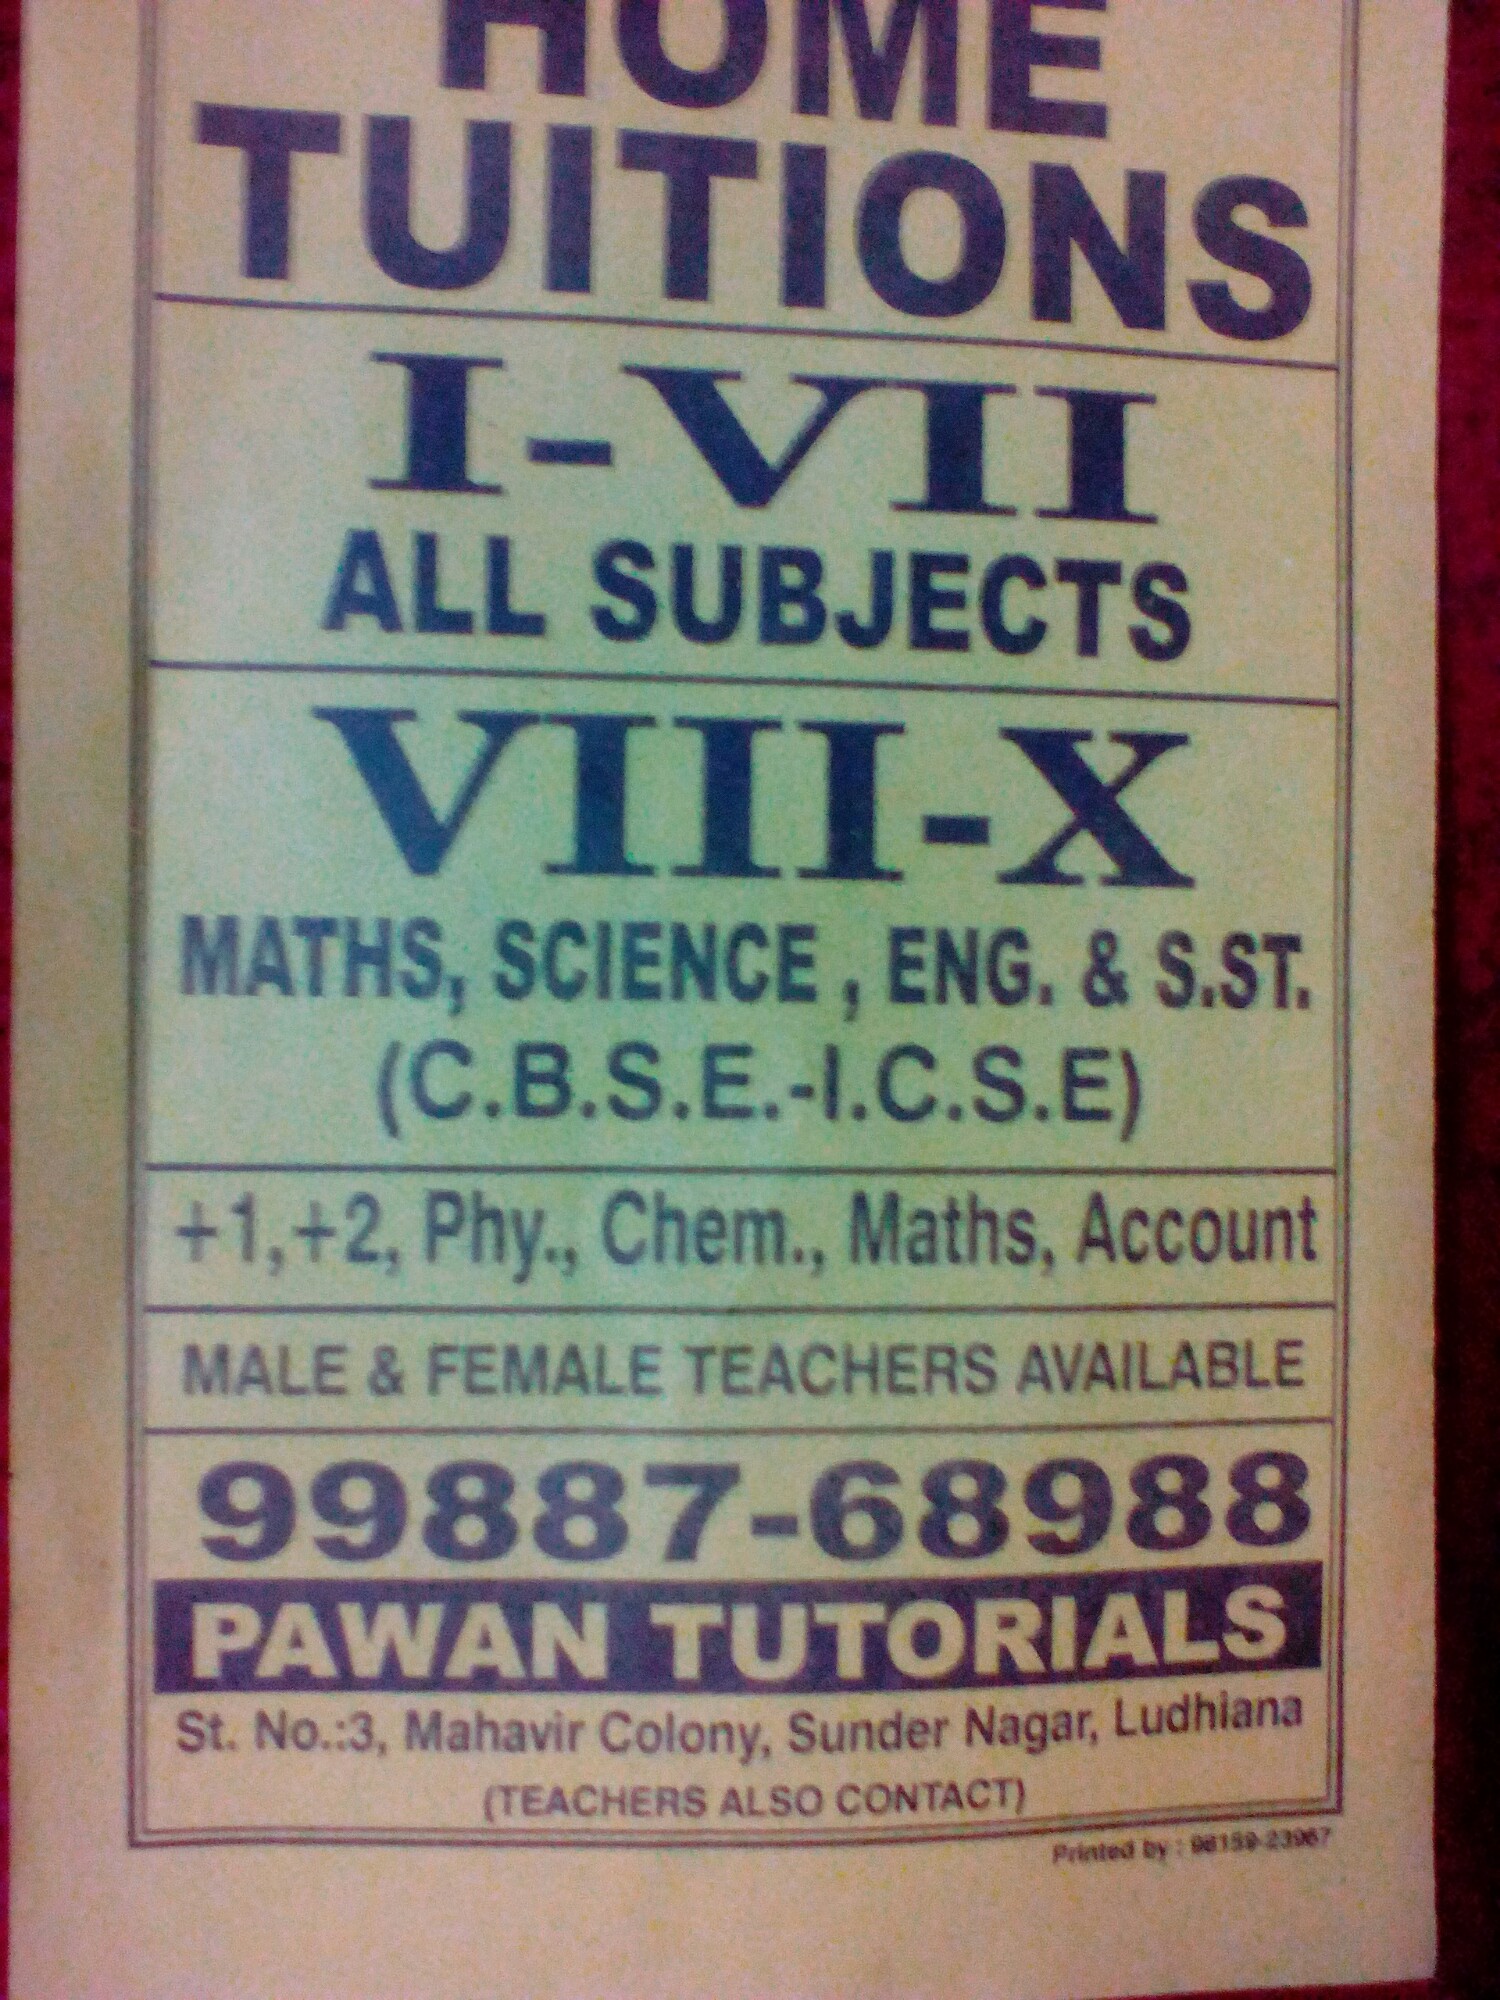 HOME
TUITIONS
I-VII
ALL SUBJECTS
VIII-X
MATHS, SCIENCE , ENG. & S.ST.
(C.B.S.E.-I.C.S.E)
+1,+2, Phy., Chem., Maths, Account
MALE & FEMALE TEACHERS AVAILABLE
99887-68988
PAWAN TUTORIALS
St. No.:3, Mahavir Colony, Sunder Nagar, Ludhiana
(TEACHERS ALSO CONTACT)
Printed by :